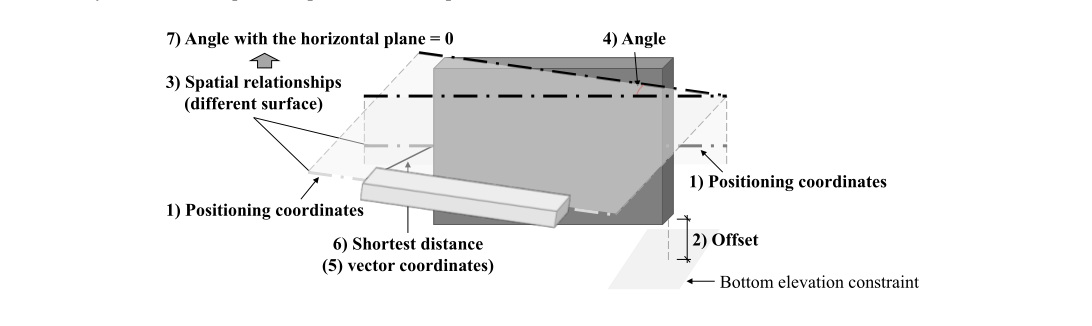 7) Angle with the horizontal plane = 0
4) Angle
3) Spatial relationships
(different surface)
1) Positioning coordinates
1) Positioning coordinates
6) Shortest distance
(5) vector coordinates)
2) Offset
Bottom elevation constraint